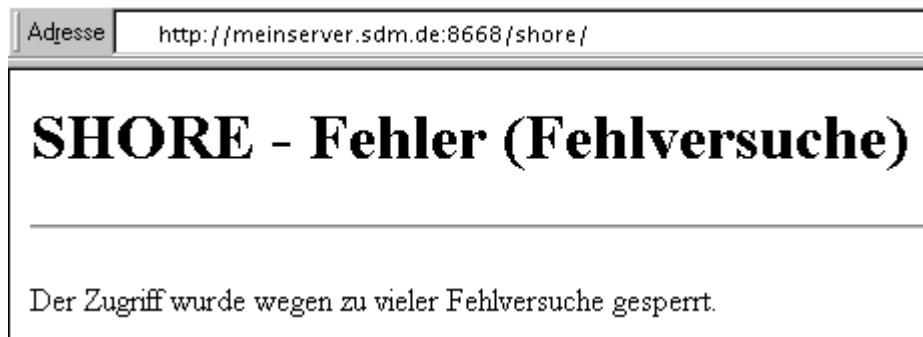 Adresse http://meinserver.sdm.de:8668/shore/
SHORE - Fehler (Fehlversuche)
Der Zugriff wurde wegen zu vieler Fehlversuche gesperrt.